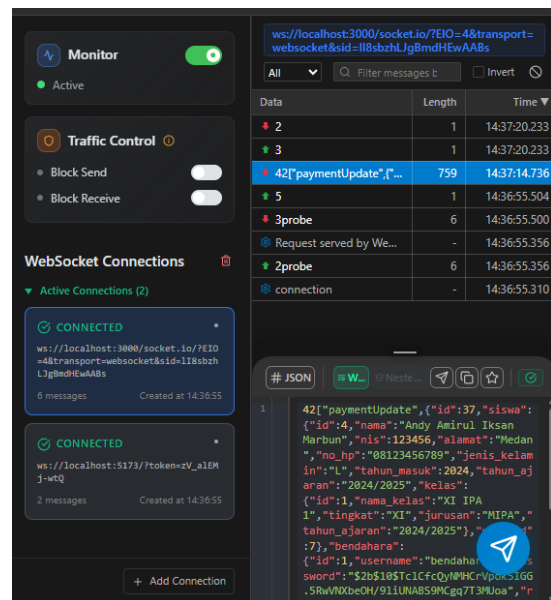 Monitor
Active
Traffic Control
Block Send
Block Receive
WebSocket Connections
Active Connections (2)
CONNECTED
ws://localhost:3000/socket.io/?EIO
=4&transport=websocket&sid=lI8sbzh
LJgBmdHEwAABs
6 messages Created at 14:36:55
CONNECTED
ws://localhost:5173/?token=zV_alEM
j-wtQ
2 messages Created at 14:36:55
+ Add Connection
ws://localhost:3000/socket.io/?EIO=4&transport=
websocket&sid=lI8sbzhLJgBmdHEwAABs
All Filter messages Invert
Data Length Time ▼
2 1 14:37:20.233
3 1 14:37:20.233
42["paymentUpdate",{"... 759 14:37:14.736
5 1 14:36:55.504
3probe 6 14:36:55.500
Request served by We... - 14:36:55.356
2probe 6 14:36:55.356
connection - 14:36:55.310
# JSON W... Neste...
1 42["paymentUpdate",{"id":37,"siswa":
{"id":4,"nama":"Andy Amirul Iksan
Marbun","nis":123456,"alamat":"Medan
","no_hp":"08123456789","jenis_kelam
in":"L","tahun_masuk":2024,"tahun_aj
aran":"2024/2025","kelas":
{"id":1,"nama_kelas":"XI IPA
1","tingkat":"XI","jurusan":"MIPA","
tahun_ajaran":"2024/2025"},
:7},"bendahara":
{"id":1,"username":"bendahar
sword":"$2b$10$TclCfcQyNMHCrVpoK5IGG
.5RwVNXbeOH/9liUNABS9MCgq7T3MUoa","r